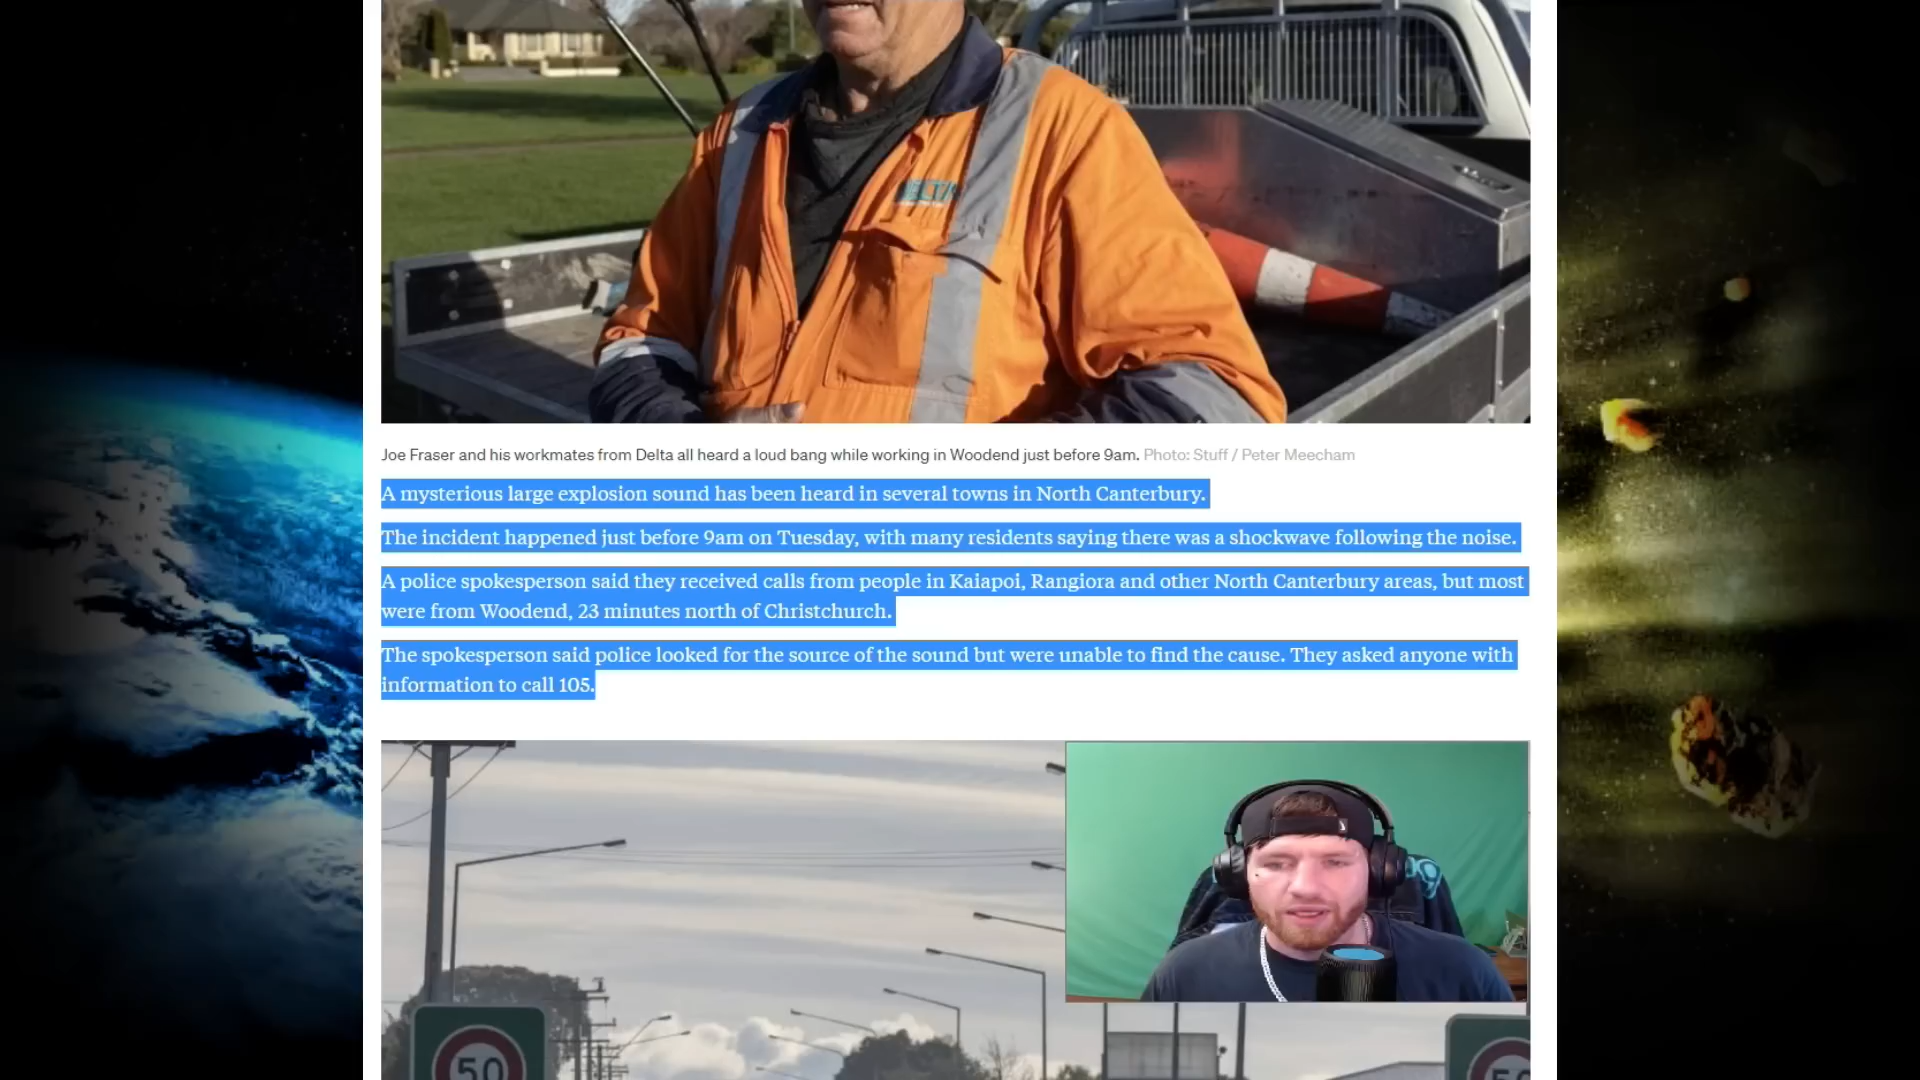 Joe Fraser and his workmates from Delta all heard a loud bang while working in Woodend just before 9am. Photo: Stuff / Peter Meecham
A mysterious large explosion sound has been heard in several towns in North Canterbury.
The incident happened just before 9am on Tuesday, with many residents saying there was a shockwave following the noise.
A police spokesperson said they received calls from people in Kaiapoi, Rangiora and other North Canterbury areas, but most
were from Woodend, 23 minutes north of Christchurch.
The spokesperson said police looked for the source of the sound but were unable to find the cause. They asked anyone with
information to call 105.
50